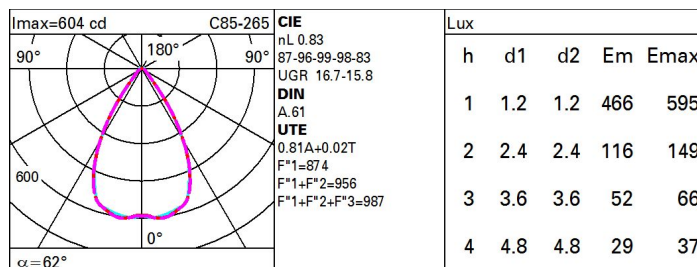 Imax=604 cd C85-265
90° 180° 90°
600
0°
α=62°
CIE
nL 0.83
87-96-99-98-83
UGR 16.7-15.8
DIN
A.61
UTE
0.81A+0.02T
F"1=874
F"1+F"2=956
F"1+F"2+F"3=987
Lux
h d1 d2 Em Emax
1 1.2 1.2 466 595
2 2.4 2.4 116 149
3 3.6 3.6 52 66
4 4.8 4.8 29 37